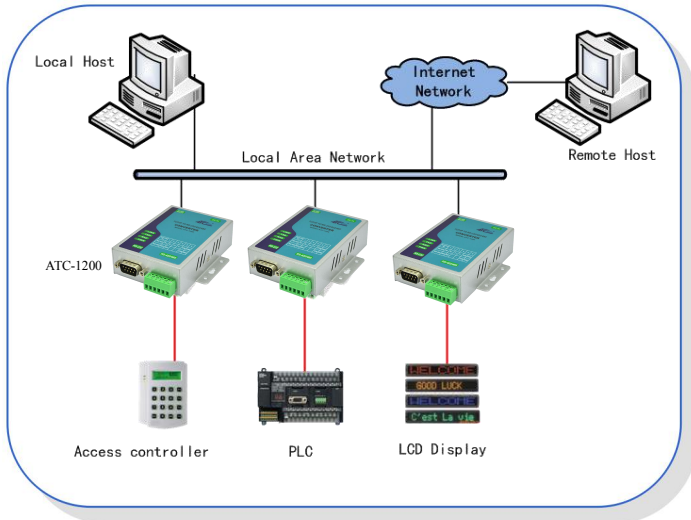 Local Host
Internet
Network
Remote Host
Local Area Network
ATC-1200
WELCOME
GOOD LUCK
WELCOME
C'est La vie
Access controller
PLC
LCD Display